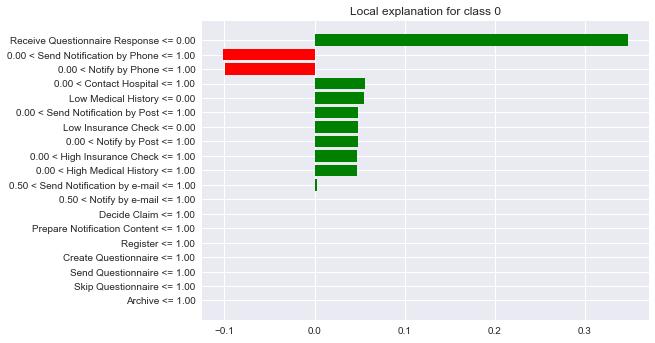 Local explanation for class 0
Receive Questionnaire Response <= 0.00
0.00 < Send Notification by Phone <= 1.00
0.00 < Notify by Phone <= 1.00
0.00 < Contact Hospital <= 1.00
Low Medical History <= 0.00
0.00 < Send Notification by Post <= 1.00
Low Insurance Check <= 0.00
0.00 < Notify by Post <= 1.00
0.00 < High Insurance Check <= 1.00
0.00 < High Medical History <= 1.00
0.50 < Send Notification by e-mail <= 1.00
0.50 < Notify by e-mail <= 1.00
Decide Claim <= 1.00
Prepare Notification Content <= 1.00
Register <= 1.00
Create Questionnaire <= 1.00
Send Questionnaire <= 1.00
Skip Questionnaire <= 1.00
Archive <= 1.00
−0.1 0.0 0.1 0.2 0.3